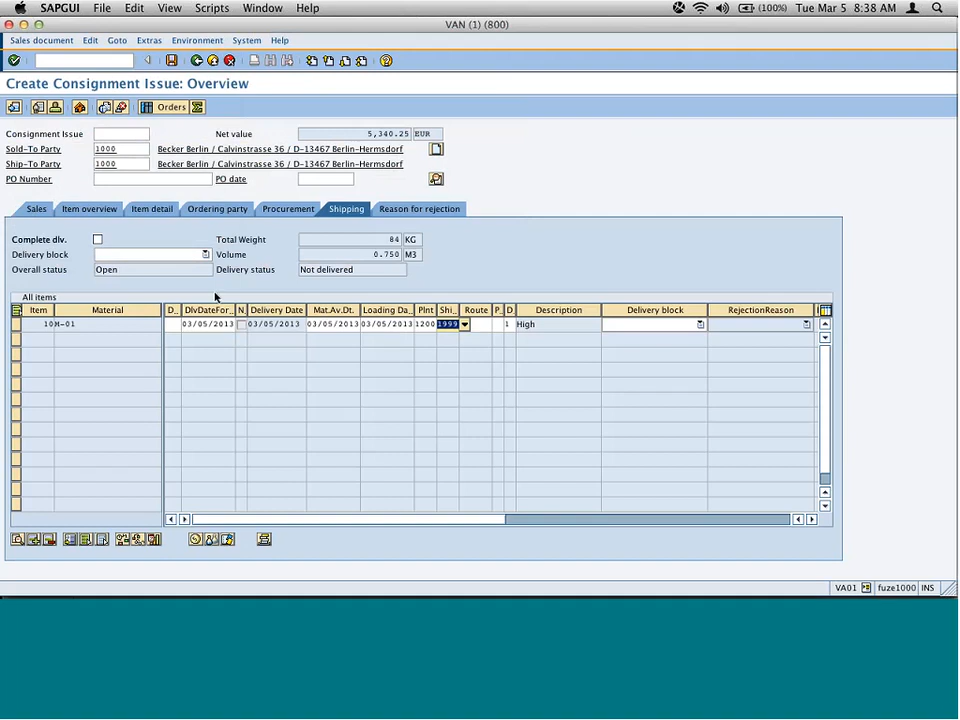 SAPGUI File Edit View Scripts Window Help (100%) Tue Mar 5 8:38 AM
VAN (1) (800)
Sales document Edit Goto Extras Environment System Help
Create Consignment Issue: Overview
Orders
Consignment Issue Net value 5,340.25 EUR
Sold-To Party 1000 Becker Berlin / Calvinstrasse 36 / D-13467 Berlin-Hermsdorf
Ship-To Party 1000 Becker Berlin / Calvinstrasse 36 / D-13467 Berlin-Hermsdorf
PO Number PO date
Sales Item overview Item detail Ordering party Procurement Shipping Reason for rejection
Complete dlv. Total Weight 84 KG
Delivery block Volume 0.750 M3
Overall status Open Delivery status Not delivered
All items
Item Material D.. DlvDateFor.. N. Delivery Date Mat.Av.Dt. Loading Da.. Plnt Shi.. Route P.. D. Description Delivery block RejectionReason
10 M-01 03/05/2013 03/05/2013 03/05/2013 03/05/2013 1200 1999 1 High
VA01 fuze1000 INS